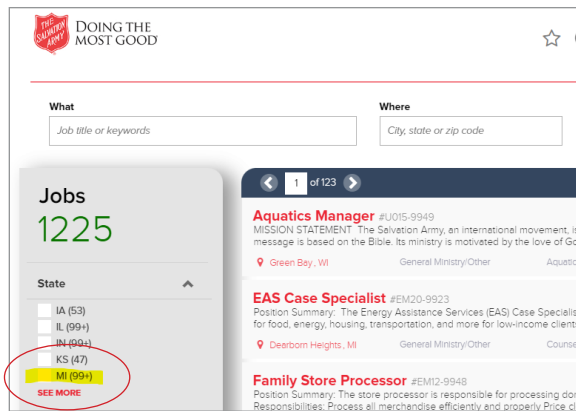 THE
SALVATION
ARMY
DOING THE
MOST GOOD
What
Where
Job title or keywords
City, state or zip code
Jobs
1225
State
IA (53)
IL (99+)
IN (99+)
KS (47)
MI (99+)
SEE MORE
1 of 123
Aquatics Manager #U015-9949
MISSION STATEMENT The Salvation Army, an international movement, is
message is based on the Bible. Its ministry is motivated by the love of Go
Green Bay, WI General Ministry/Other Aquatic
EAS Case Specialist #EM20-9923
Position Summary: The Energy Assistance Services (EAS) Case Specialis
for food, energy, housing, transportation, and more for low-income client
Dearborn Heights, MI General Ministry/Other Counse
Family Store Processor #EM12-9948
Position Summary: The store processor is responsible for processing don
Responsibilities: Process all merchandise efficiently and properly Price cl